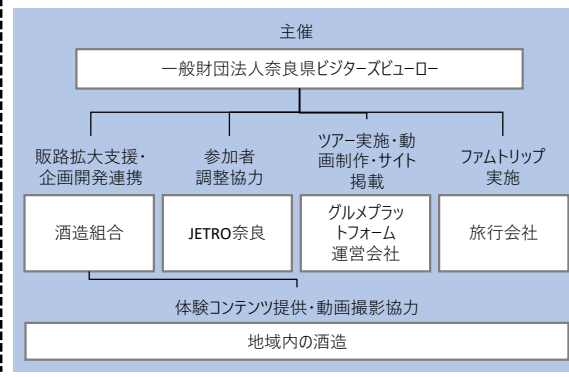 主催
一般財団法人奈良県ビジターズビューロー
販路拡大支援・
企画開発連携
参加者
調整協力
ツアー実施・動
画制作・サイト
掲載
ファムトリップ
実施
酒造組合
JETRO奈良
グルメプラッ
トフォーム
運営会社
旅行会社
体験コンテンツ提供・動画撮影協力
地域内の酒造